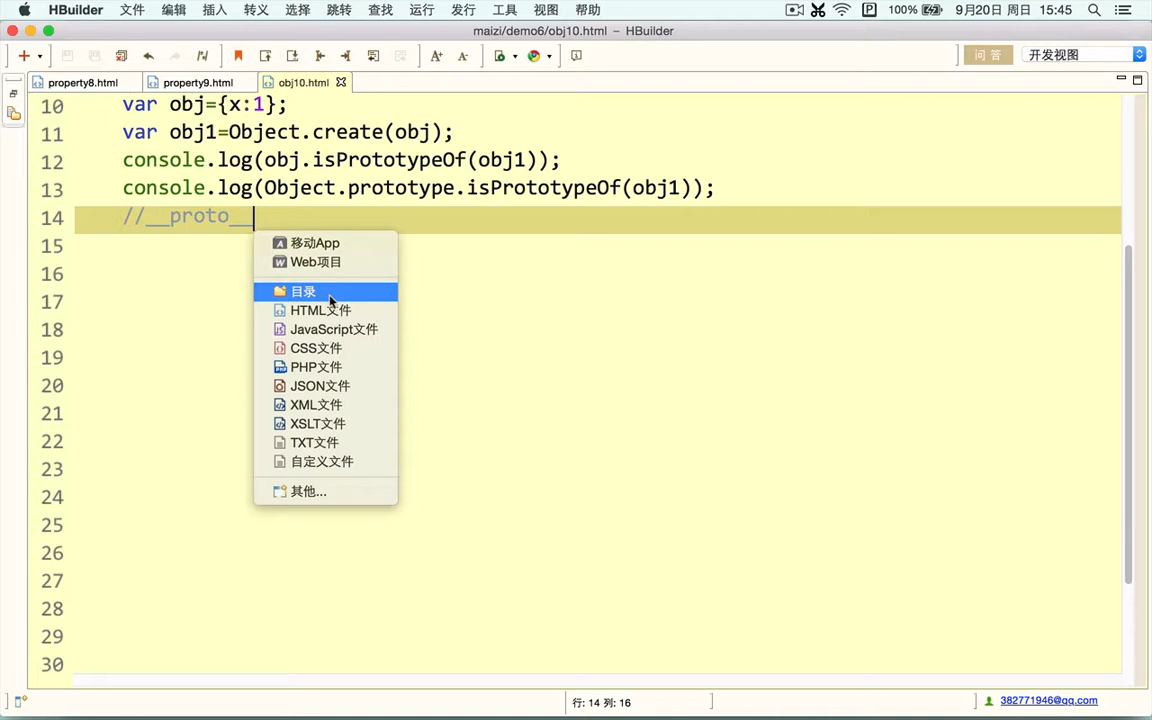 HBuilder 文件 编辑 插入 转义 选择 跳转 查找 运行 发行 工具 视图 帮助 100% 9月20日 周日 15:45
maizi/demo6/obj10.html – HBuilder
问 答 开发视图
property8.html property9.html obj10.html
10 var obj={x:1};
11 var obj1=Object.create(obj);
12 console.log(obj.isPrototypeOf(obj1));
13 console.log(Object.prototype.isPrototypeOf(obj1));
14 //__proto__
移动App
15
Web项目
16
目录
17
HTML文件
JavaScript文件
18
CSS文件
19
PHP文件
20
JSON文件
XML文件
21
XSLT文件
22
TXT文件
自定义文件
23
其他...
24
25
26
27
28
29
30
行: 14 列: 16
382771946@qq.com